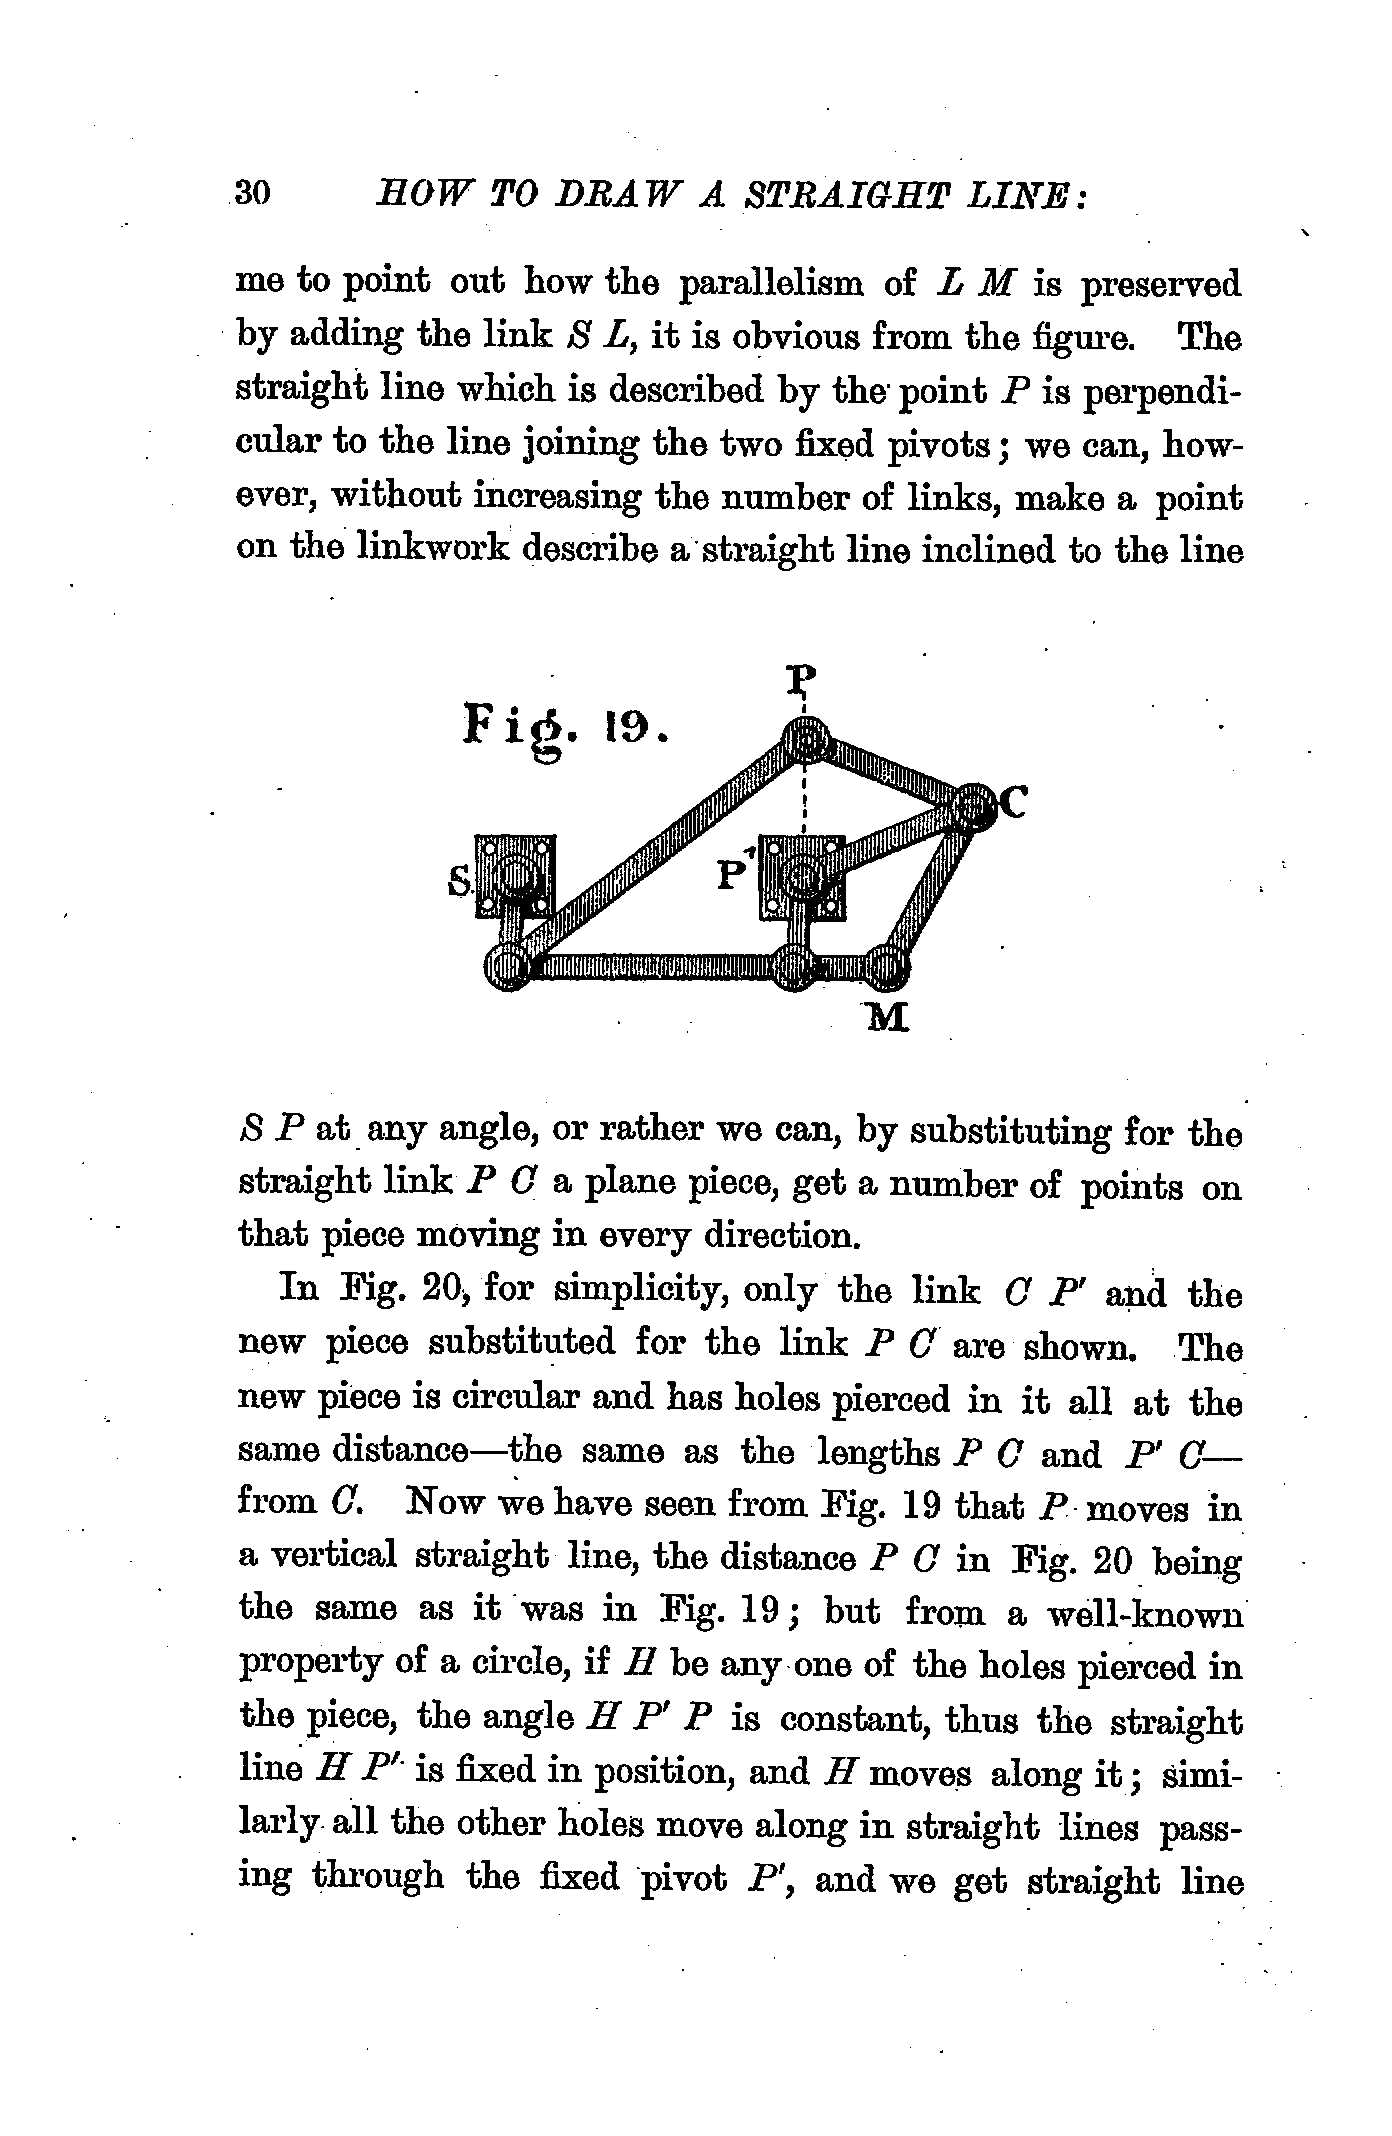 30 HOW TO DRAW A STRAIGHT LINE:
me to point out how the parallelism of L M is preserved
by adding the link S L, it is obvious from the figure. The
straight line which is described by the point P is perpendi-
cular to the line joining the two fixed pivots; we can, how-
ever, without increasing the number of links, make a point
on the linkwork describe a straight line inclined to the line
P
Fig. 19.
C
S
P'
M
S P at any angle, or rather we can, by substituting for the
straight link P C a plane piece, get a number of points on
that piece moving in every direction.
In Fig. 20, for simplicity, only the link C P' and the
new piece substituted for the link P C are shown. The
new piece is circular and has holes pierced in it all at the
same distance—the same as the lengths P C and P' C—
from C. Now we have seen from Fig. 19 that P moves in
a vertical straight line, the distance P C in Fig. 20 being
the same as it was in Fig. 19; but from a well-known
property of a circle, if H be any one of the holes pierced in
the piece, the angle H P' P is constant, thus the straight
line H P' is fixed in position, and H moves along it; simi-
larly all the other holes move along in straight lines pass-
ing through the fixed pivot P', and we get straight line